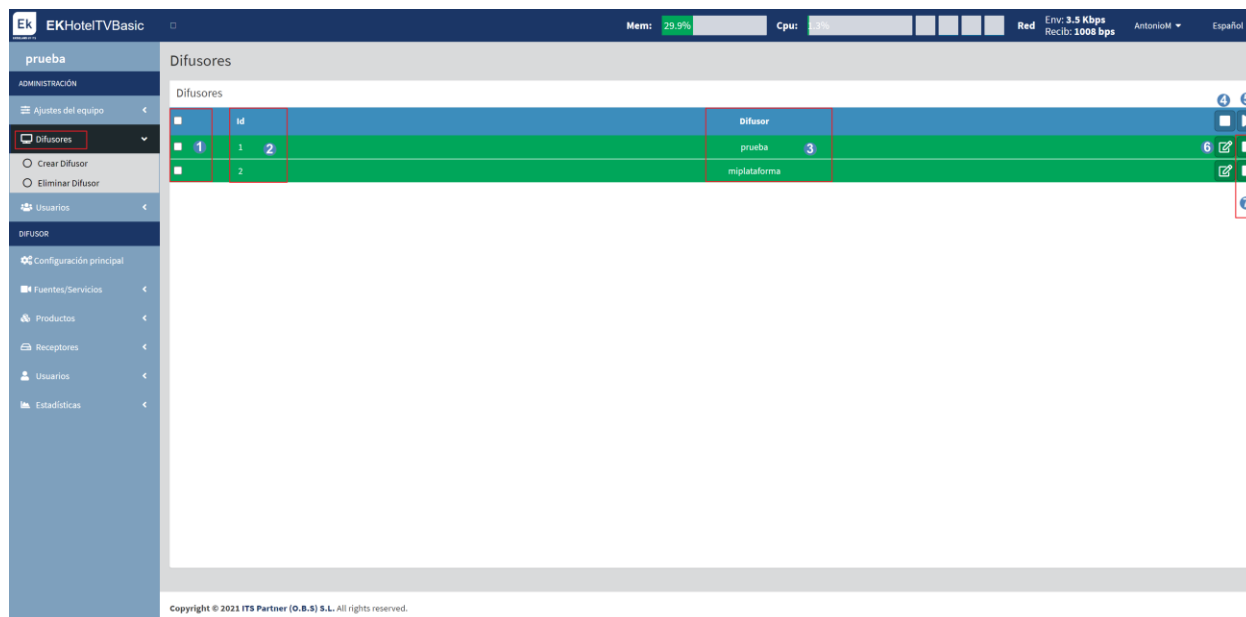 Ek EKHotelTVBasic Mem: 29.9% Cpu: 1.3% Red Env: 3.5 Kbps AntonioM Español
Recib: 1008 bps
prueba Difusores
ADMINISTRACIÓN
Difusores
Ajustes del equipo 4
Id Difusor
Difusores
1 1 2 prueba 3 6
Crear Difusor
2 miplataforma
Eliminar Difusor
Usuarios
DIFUSOR
Configuración principal
Fuentes/Servicios
Productos
Receptores
Usuarios
Estadísticas
Copyright © 2021 ITS Partner (O.B.S) S.L. All rights reserved.